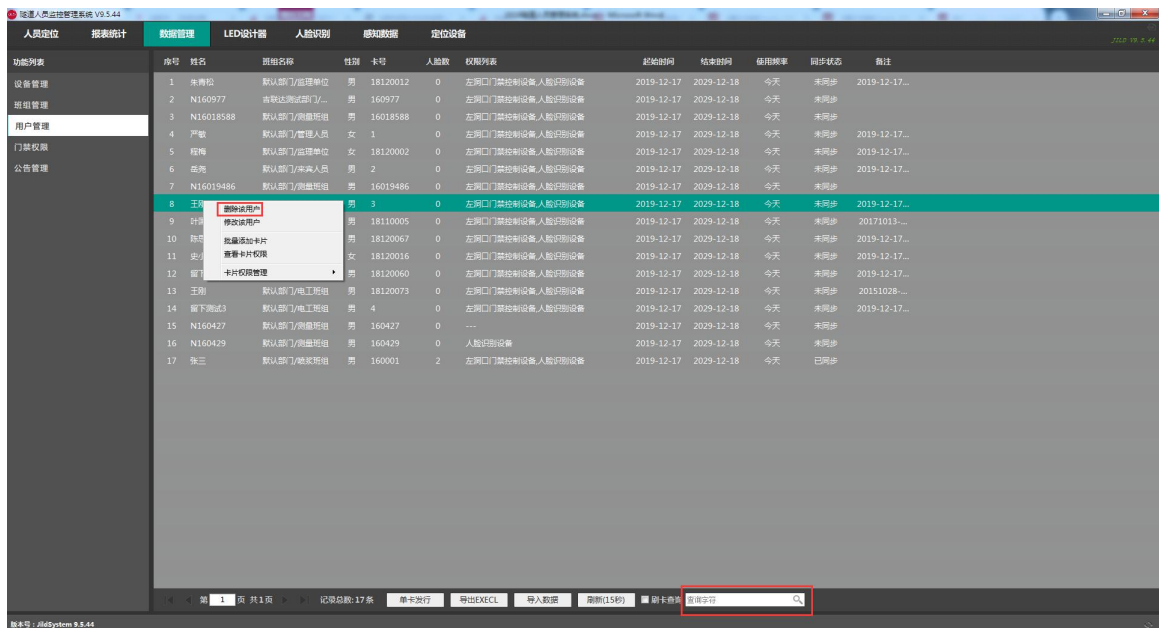 隧道人员监控管理系统 V9.5.44
人员定位 报表统计 数据管理 LED设计器 人脸识别 感知数据 定位设备
JILD V9.5.44
功能列表
设备管理
班组管理
用户管理
门禁权限
公告管理
序号 姓名 班组名称 性别 卡号 人脸数 权限列表 起始时间 结束时间 使用频率 同步状态 备注
1 朱青松 默认部门/监理单位 男 18120012 0 左洞口门禁控制设备,人脸识别设备 2019-12-17 2029-12-18 今天 未同步 2019-12-17...
2 N160977 吉联达测试部门/... 男 160977 0 左洞口门禁控制设备,人脸识别设备 2019-12-17 2029-12-18 今天 未同步
3 N16018588 默认部门/测量班组 男 16018588 0 左洞口门禁控制设备,人脸识别设备 2019-12-17 2029-12-18 今天 未同步
4 严敏 默认部门/管理人员 女 1 0 左洞口门禁控制设备,人脸识别设备 2019-12-17 2029-12-18 今天 未同步 2019-12-17...
5 程梅 默认部门/监理单位 女 18120002 0 左洞口门禁控制设备,人脸识别设备 2019-12-17 2029-12-18 今天 未同步 2019-12-17...
6 岳尧 默认部门/来宾人员 男 2 0 左洞口门禁控制设备,人脸识别设备 2019-12-17 2029-12-18 今天 未同步 2019-12-17...
7 N16019486 默认部门/测量班组 男 16019486 0 左洞口门禁控制设备,人脸识别设备 2019-12-17 2029-12-18 今天 未同步
8 王 男 3 0 左洞口门禁控制设备,人脸识别设备 2019-12-17 2029-12-18 今天 未同步 2019-12-17...
9 叶 男 18110005 0 左洞口门禁控制设备,人脸识别设备 2019-12-17 2029-12-18 今天 未同步 20171013-...
10 陈 男 18120067 0 左洞口门禁控制设备,人脸识别设备 2019-12-17 2029-12-18 今天 未同步 2019-12-17...
11 史 女 18120016 0 左洞口门禁控制设备,人脸识别设备 2019-12-17 2029-12-18 今天 未同步 2019-12-17...
12 留下 男 18120060 0 左洞口门禁控制设备,人脸识别设备 2019-12-17 2029-12-18 今天 未同步 2019-12-17...
13 王刚 默认部门/电工班组 男 18120073 0 左洞口门禁控制设备,人脸识别设备 2019-12-17 2029-12-18 今天 未同步 20151028-...
14 留下测试3 默认部门/电工班组 男 4 0 左洞口门禁控制设备,人脸识别设备 2019-12-17 2029-12-18 今天 未同步 2019-12-17...
15 N160427 默认部门/测量班组 男 160427 0 --- 2019-12-17 2029-12-18 今天 未同步
16 N160429 默认部门/测量班组 男 160429 0 人脸识别设备 2019-12-17 2029-12-18 今天 未同步
17 张三 默认部门/喷浆班组 男 160001 2 左洞口门禁控制设备,人脸识别设备 2019-12-17 2029-12-18 今天 已同步
删除该用户
修改该用户
批量添加卡片
查看卡片权限
卡片权限管理
第 1 页 共1页 记录总数:17 条 单卡发行 导出EXECL 导入数据 刷新(15秒) 刷卡查询 查询字符
版本号：JildSystem 9.5.44